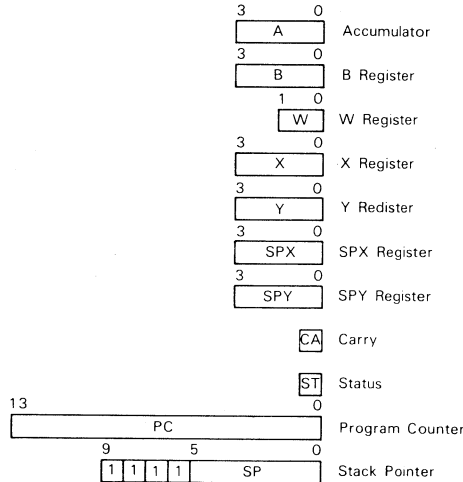 3 0
A Accumulator
3 0
B B Register
1 0
W W Register
3 0
X X Register
3 0
Y Y Redister
3 0
SPX SPX Register
3 0
SPY SPY Register
CA Carry
ST Status
13 0
PC Program Counter
9 5 0
1 1 1 1 SP Stack Pointer